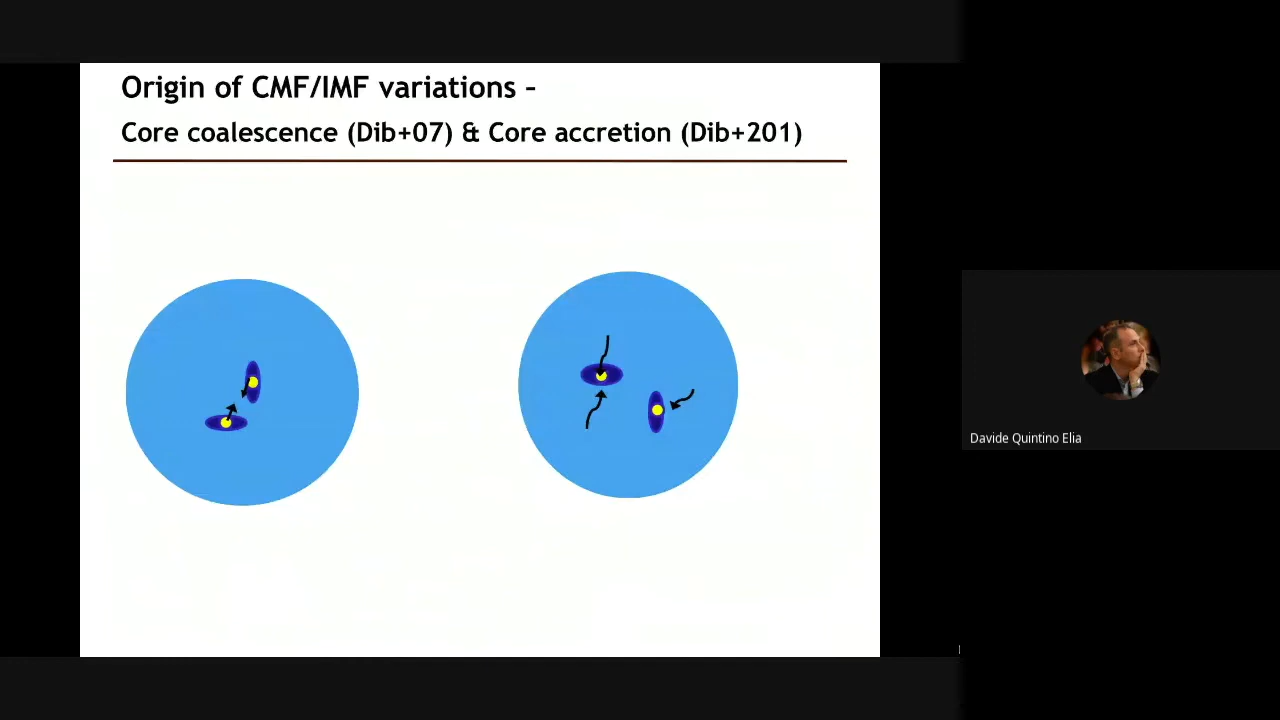 Origin of CMF/IMF variations –
Core coalescence (Dib+07) & Core accretion (Dib+201)
Davide Quintino Elia